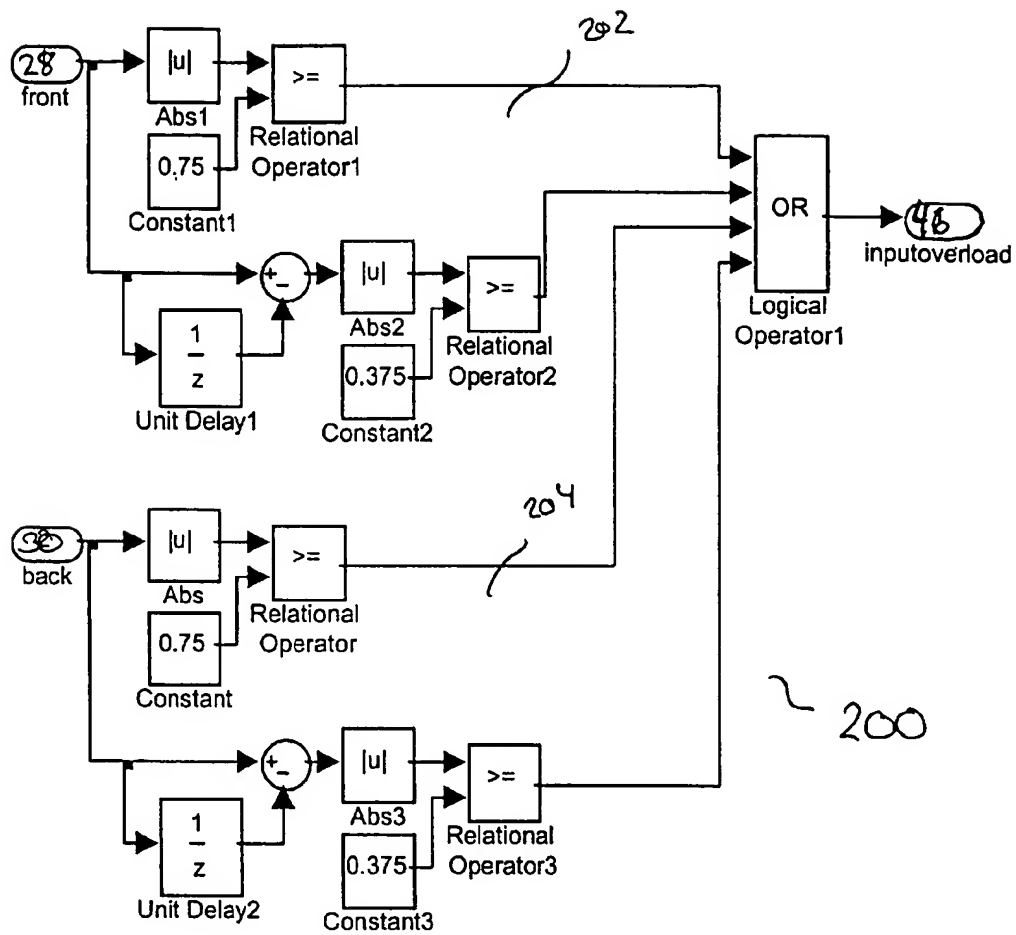 202
28
front
|u|
Abs1
>=
Relational
Operator1
0.75
Constant1
OR
Logical
Operator1
46
inputoverload
+
-
|u|
Abs2
>=
Relational
Operator2
1
z
Unit Delay1
0.375
Constant2
204
30
back
|u|
Abs
>=
Relational
Operator
0.75
Constant
200
+
-
|u|
Abs3
>=
Relational
Operator3
1
z
Unit Delay2
0.375
Constant3